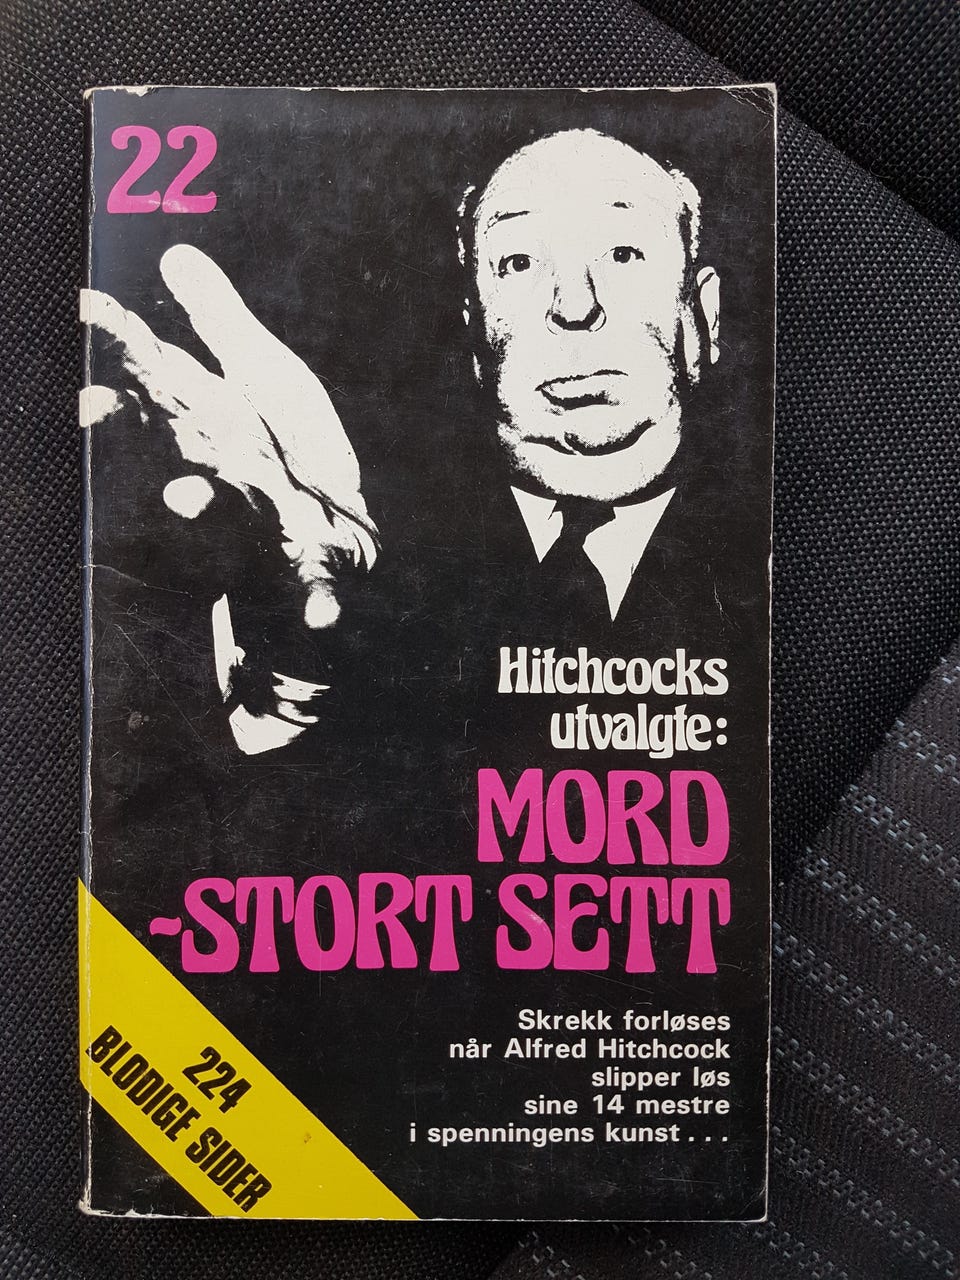 22
Hitchcocks
utvalgte:
MORD
-STORT SETT
Skrekk forløses
når Alfred Hitchcock
slipper løs
sine 14 mestre
i spenningens kunst...
224
BLODIGE SIDER